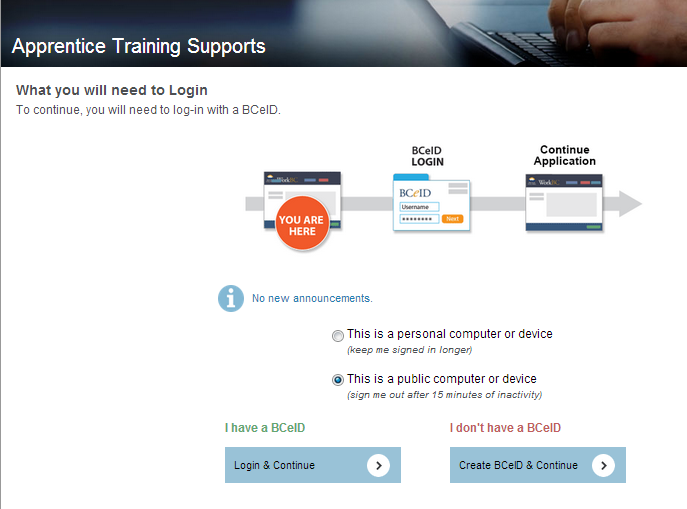 Apprentice Training Supports
What you will need to Login
To continue, you will need to log-in with a BCeID.
BCeID
LOGIN
Continue
Application
YOU ARE
HERE
BCeID
Username
Next
WorkBC
No new announcements.
This is a personal computer or device
(keep me signed in longer)
This is a public computer or device
(sign me out after 15 minutes of inactivity)
I have a BCeID
I don't have a BCeID
Login & Continue
Create BCeID & Continue